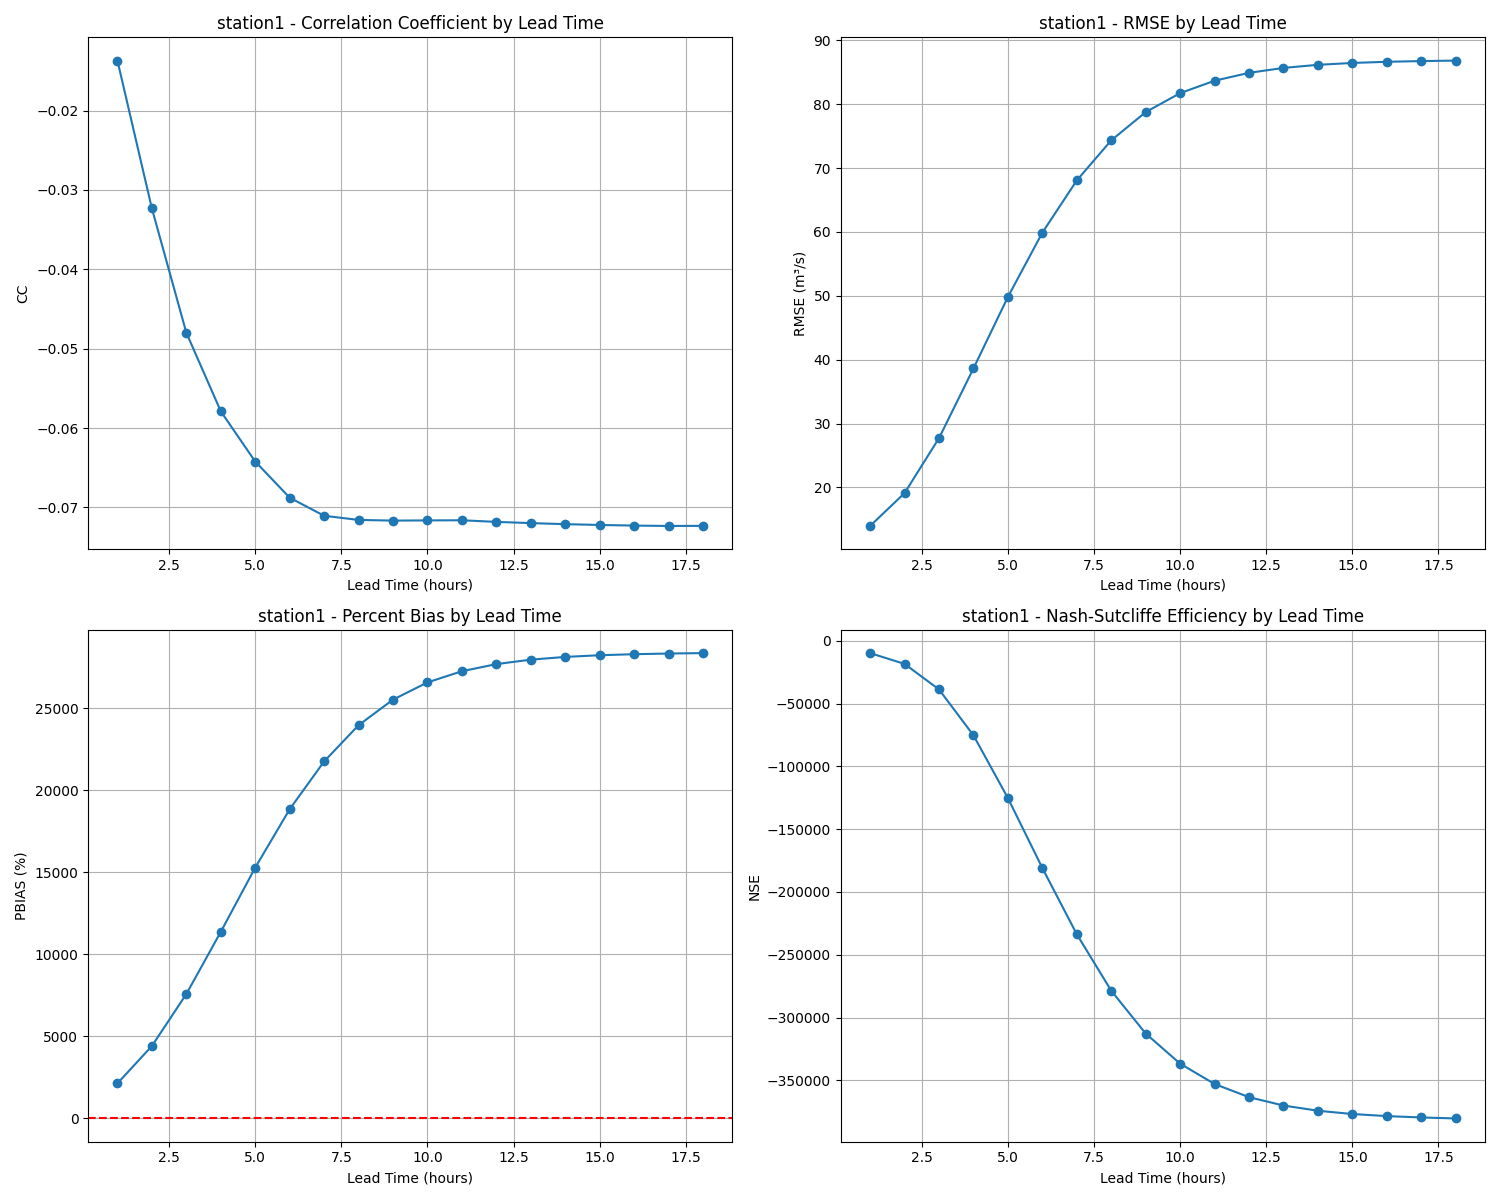 station1 - Correlation Coefficient by Lead Time
−0.02
−0.03
−0.04
−0.05
−0.06
−0.07
CC
2.5 5.0 7.5 10.0 12.5 15.0 17.5
Lead Time (hours)
station1 - RMSE by Lead Time
90
80
70
60
50
40
30
20
RMSE (m³/s)
2.5 5.0 7.5 10.0 12.5 15.0 17.5
Lead Time (hours)
station1 - Percent Bias by Lead Time
25000
20000
15000
10000
5000
0
PBIAS (%)
2.5 5.0 7.5 10.0 12.5 15.0 17.5
Lead Time (hours)
station1 - Nash-Sutcliffe Efficiency by Lead Time
0
−50000
−100000
−150000
−200000
−250000
−300000
−350000
NSE
2.5 5.0 7.5 10.0 12.5 15.0 17.5
Lead Time (hours)